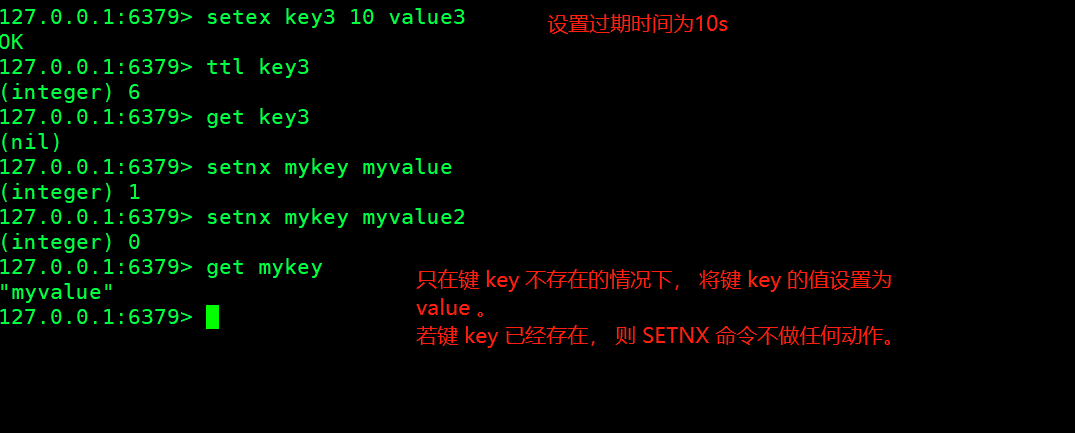 127.0.0.1:6379> setex key3 10 value3
设置过期时间为10s
OK
127.0.0.1:6379> ttl key3
(integer) 6
127.0.0.1:6379> get key3
(nil)
127.0.0.1:6379> setnx mykey myvalue
(integer) 1
127.0.0.1:6379> setnx mykey myvalue2
(integer) 0
127.0.0.1:6379> get mykey
"myvalue"
127.0.0.1:6379>
只在键 key 不存在的情况下， 将键 key 的值设置为
value 。
若键 key 已经存在， 则 SETNX 命令不做任何动作。